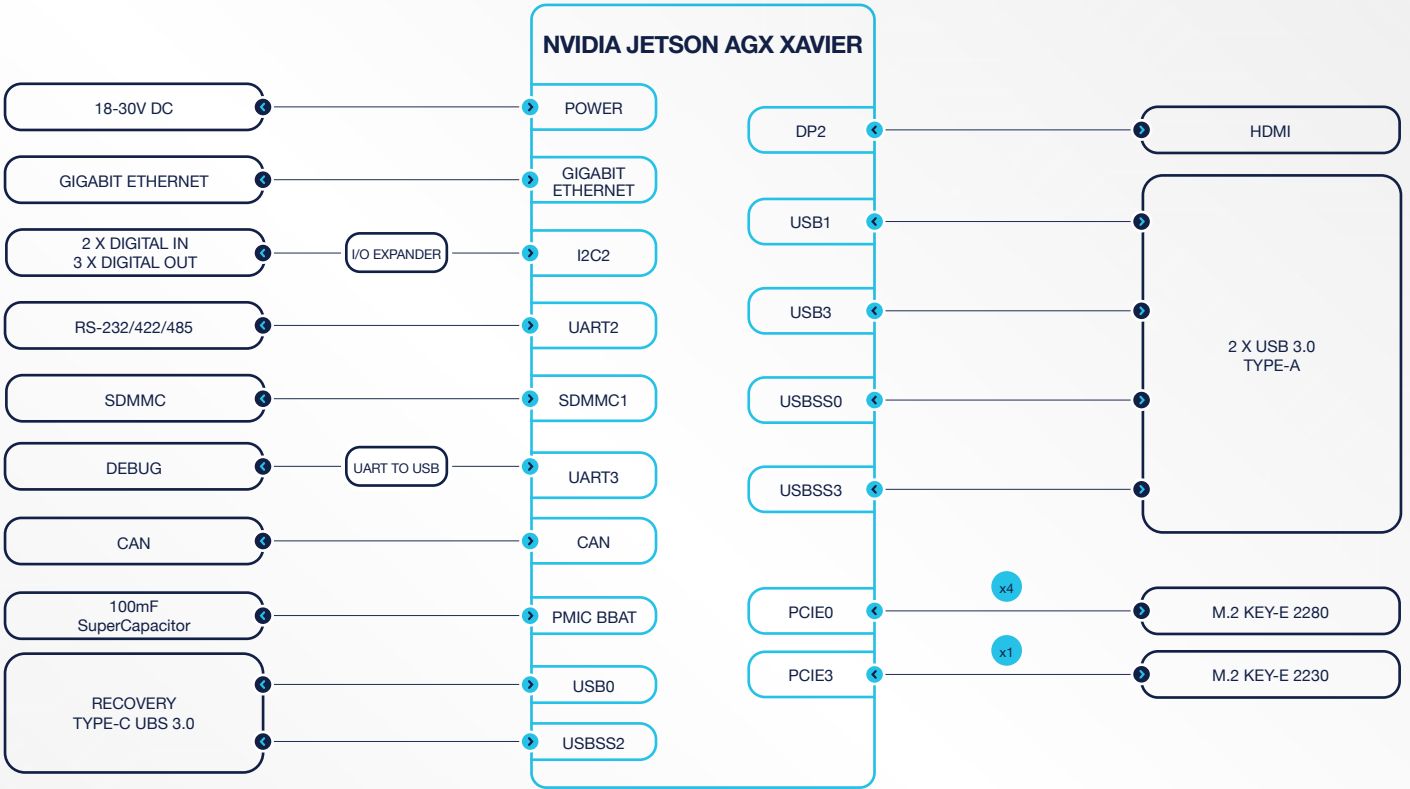 NVIDIA JETSON AGX XAVIER
18-30V DC
POWER
GIGABIT ETHERNET
GIGABIT
ETHERNET
2 X DIGITAL IN
3 X DIGITAL OUT
I/O EXPANDER
I2C2
RS-232/422/485
UART2
SDMMC
SDMMC1
DEBUG
UART TO USB
UART3
CAN
CAN
100mF
SuperCapacitor
PMIC BBAT
RECOVERY
TYPE-C UBS 3.0
USB0
USBSS2
DP2
HDMI
USB1
USB3
USBSS0
USBSS3
2 X USB 3.0
TYPE-A
PCIE0
x4
M.2 KEY-E 2280
PCIE3
x1
M.2 KEY-E 2230